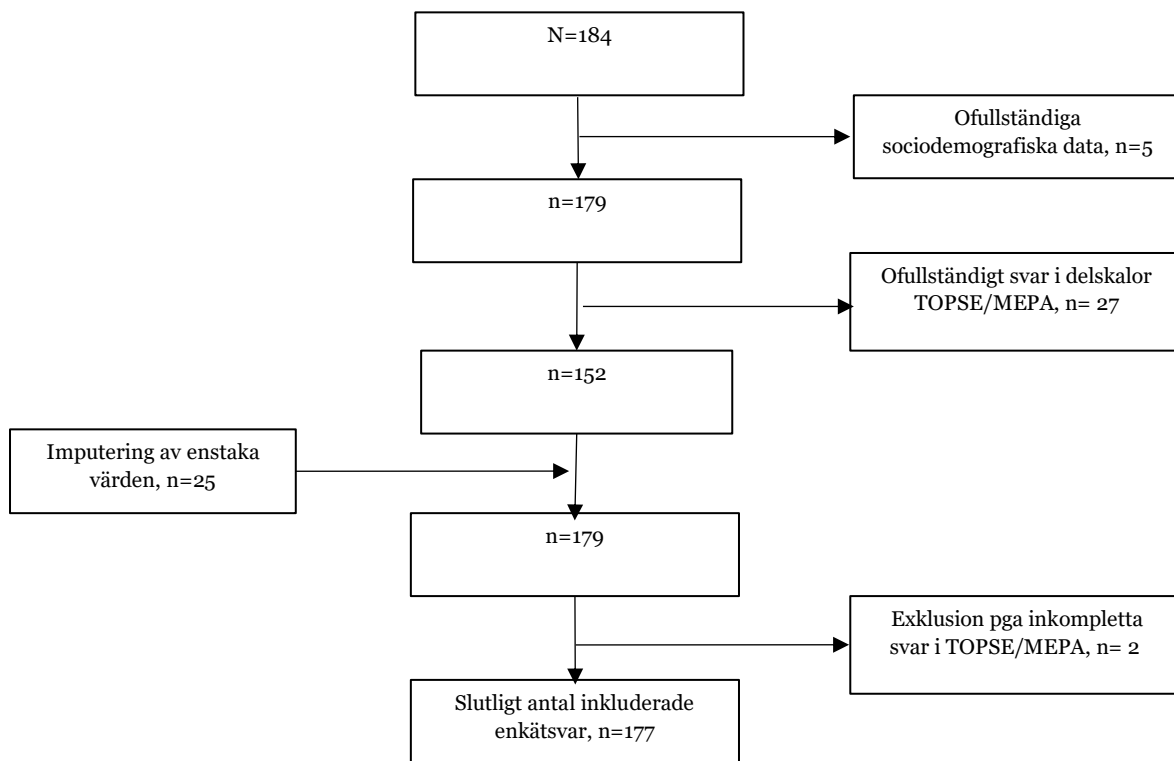 N=184
Ofullständiga
sociodemografiska data, n=5
n=179
Ofullständigt svar i delskalor
TOPSE/MEPA, n= 27
n=152
Imputering av enstaka
värden, n=25
n=179
Exklusion pga inkompletta
svar i TOPSE/MEPA, n= 2
Slutligt antal inkluderade
enkätsvar, n=177